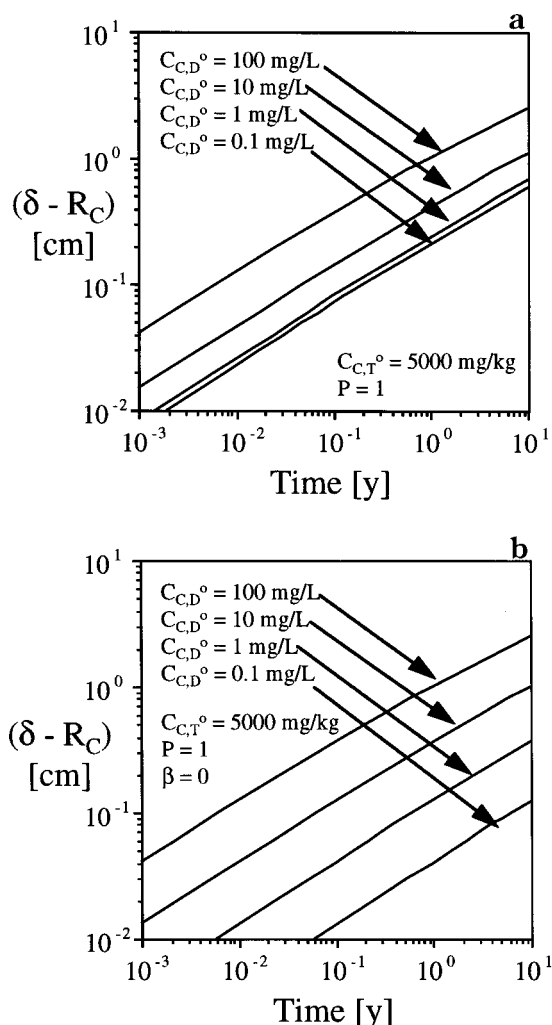 a
10^1
C_C,D° = 100 mg/L
C_C,D° = 10 mg/L
C_C,D° = 1 mg/L
C_C,D° = 0.1 mg/L
10^0
(δ - R_C)
[cm]
10^-1
C_C,T° = 5000 mg/kg
P = 1
10^-2
10^-3 10^-2 10^-1 10^0 10^1
Time [y]
b
10^1
C_C,D° = 100 mg/L
C_C,D° = 10 mg/L
C_C,D° = 1 mg/L
C_C,D° = 0.1 mg/L
10^0
C_C,T° = 5000 mg/kg
(δ - R_C)
P = 1
[cm]
β = 0
10^-1
10^-2
10^-3 10^-2 10^-1 10^0 10^1
Time [y]